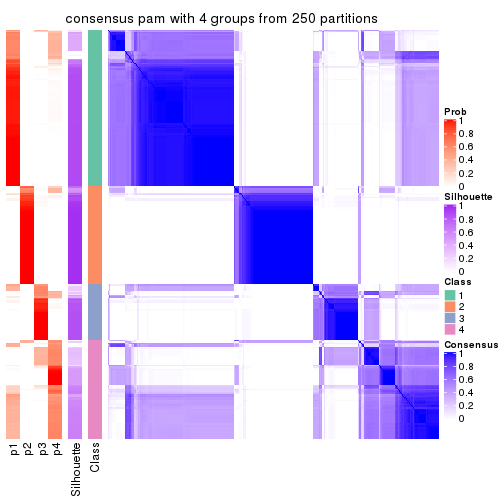 consensus pam with 4 groups from 250 partitions
Prob
1
0.8
0.6
0.4
0.2
0
Silhouette
1
0.8
0.6
0.4
0.2
0
Class
1
2
3
4
Consensus
1
0.8
0.6
0.4
0.2
0
p1
p2
p3
p4
Silhouette
Class